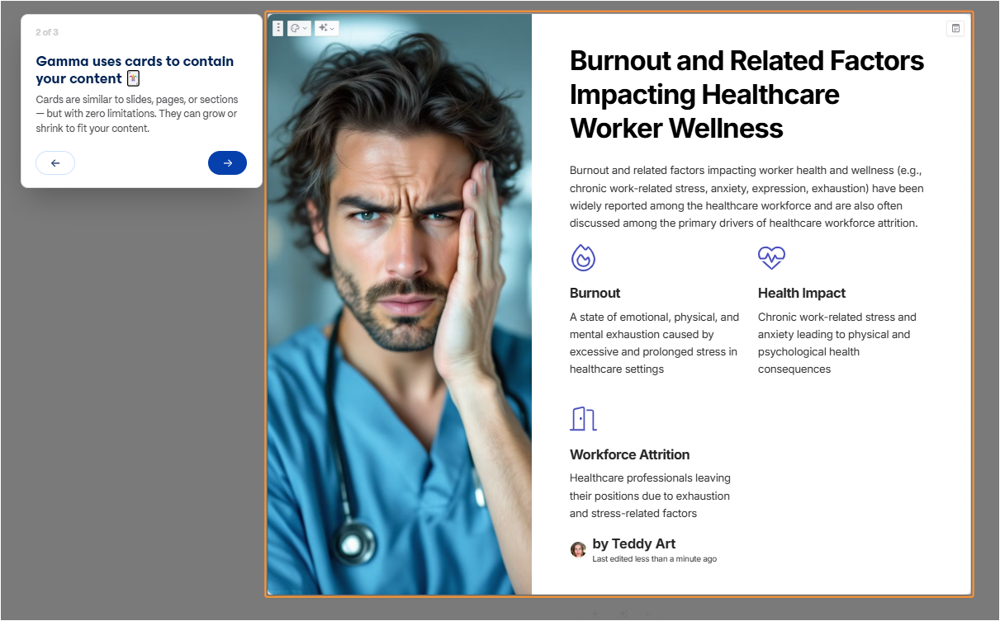 2 of 3
Gamma uses cards to contain
your content 🃏
Cards are similar to slides, pages, or sections
— but with zero limitations. They can grow or
shrink to fit your content.
Burnout and Related Factors
Impacting Healthcare
Worker Wellness
Burnout and related factors impacting worker health and wellness (e.g.,
chronic work-related stress, anxiety, expression, exhaustion) have been
widely reported among the healthcare workforce and are also often
discussed among the primary drivers of healthcare workforce attrition.
Burnout
A state of emotional, physical, and
mental exhaustion caused by
excessive and prolonged stress in
healthcare settings
Health Impact
Chronic work-related stress and
anxiety leading to physical and
psychological health
consequences
Workforce Attrition
Healthcare professionals leaving
their positions due to exhaustion
and stress-related factors
by Teddy Art
Last edited less than a minute ago